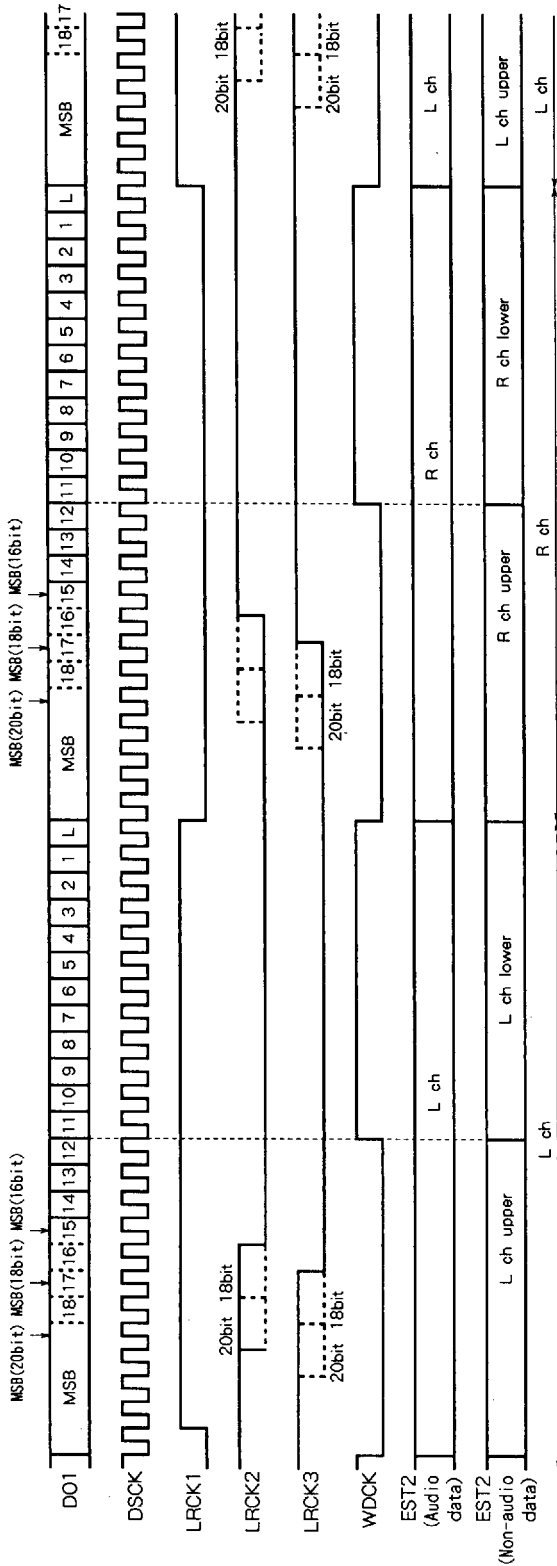 MSB(20bit) MSB(18bit) MSB(16bit) MSB(20bit) MSB(18bit) MSB(16bit)
DO1 MSB 18 17 16 15 14 13 12 11 10 9 8 7 6 5 4 3 2 1 L MSB 18 17 16 15 14 13 12 11 10 9 8 7 6 5 4 3 2 1 L MSB 18 17
DSCK
LRCK1
LRCK2 20bit 18bit 20bit 18bit
LRCK3 20bit 18bit 20bit 18bit 20bit 18bit
WDCK
EST2 (Audio data) L ch R ch L ch
EST2 (Non-audio data) L ch upper L ch lower R ch upper R ch lower L ch upper
L ch R ch L ch